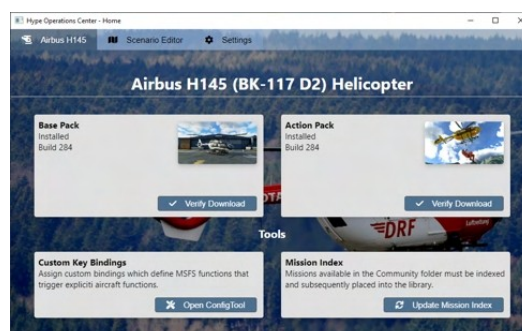 Hype Operations Center - Home
Airbus H145
Scenario Editor
Settings
Airbus H145 (BK-117 D2) Helicopter
Base Pack
Installed
Build 284
Verify Download
Action Pack
Installed
Build 284
Verify Download
DRF
Luftrettung
Tools
Custom Key Bindings
Assign custom bindings which define MSFS functions that
trigger expliciti aircraft functions.
Open ConfigTool
Mission Index
Missions available in the Community folder must be indexed
and subsequently placed into the library.
Update Mission Index